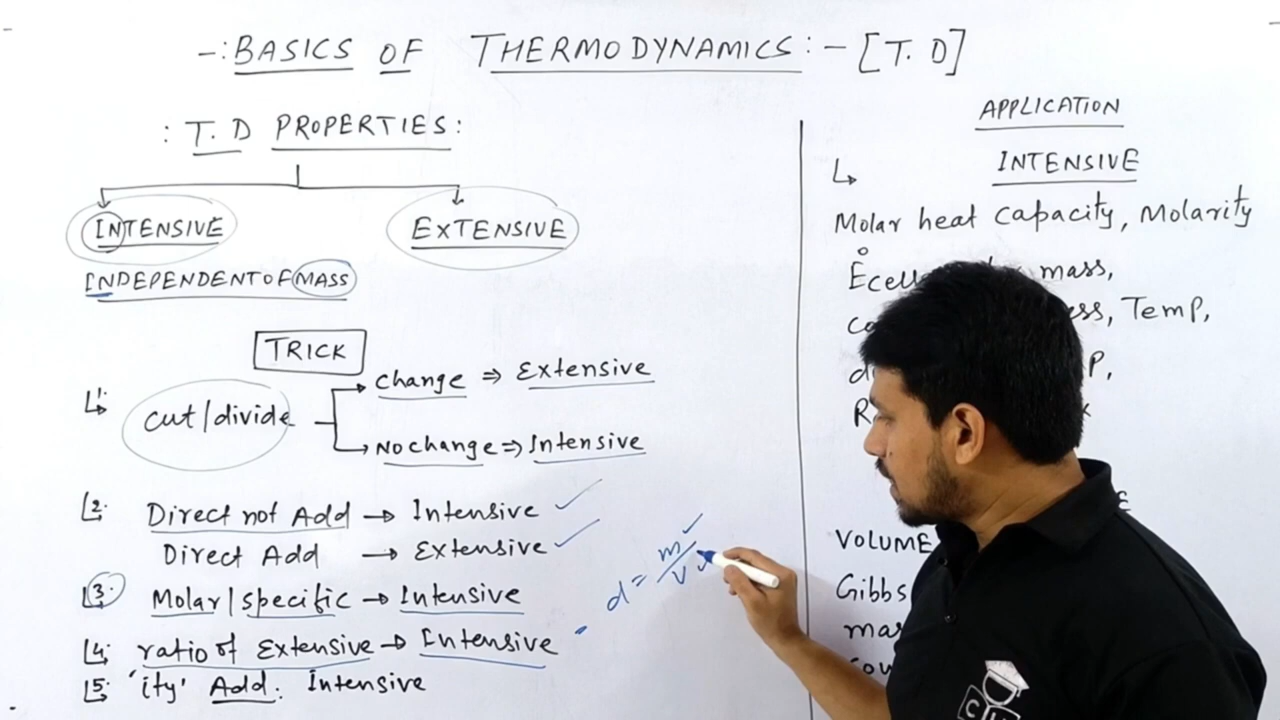 -: BASICS OF THERMODYNAMICS :- [T. D]
: T. D PROPERTIES :
INTENSIVE EXTENSIVE
INDEPENDENT OF MASS
TRICK
1. cut/divide
change ⇒ Extensive
No change ⇒ Intensive
2. Direct not Add → Intensive ✓
Direct Add → Extensive ✓
3. Molar/specific → Intensive
4. ratio of Extensive → Intensive
5. 'ity' Add: Intensive
d = m/v
APPLICATION
INTENSIVE
Molar heat capacity, Molarity
E°cell mass,
Temp,
P,
VOLUME
Gibbs